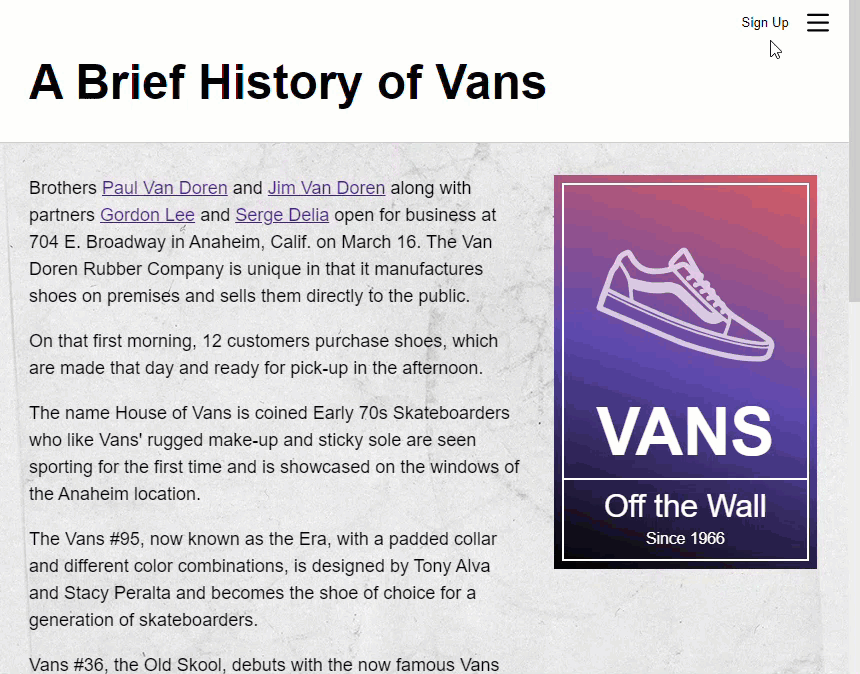 Sign Up
A Brief History of Vans
Brothers Paul Van Doren and Jim Van Doren along with
partners Gordon Lee and Serge Delia open for business at
704 E. Broadway in Anaheim, Calif. on March 16. The Van
Doren Rubber Company is unique in that it manufactures
shoes on premises and sells them directly to the public.
On that first morning, 12 customers purchase shoes, which
are made that day and ready for pick-up in the afternoon.
The name House of Vans is coined Early 70s Skateboarders
who like Vans' rugged make-up and sticky sole are seen
sporting for the first time and is showcased on the windows of
the Anaheim location.
The Vans #95, now known as the Era, with a padded collar
and different color combinations, is designed by Tony Alva
and Stacy Peralta and becomes the shoe of choice for a
generation of skateboarders.
Vans #36, the Old Skool, debuts with the now famous Vans
VANS
Off the Wall
Since 1966